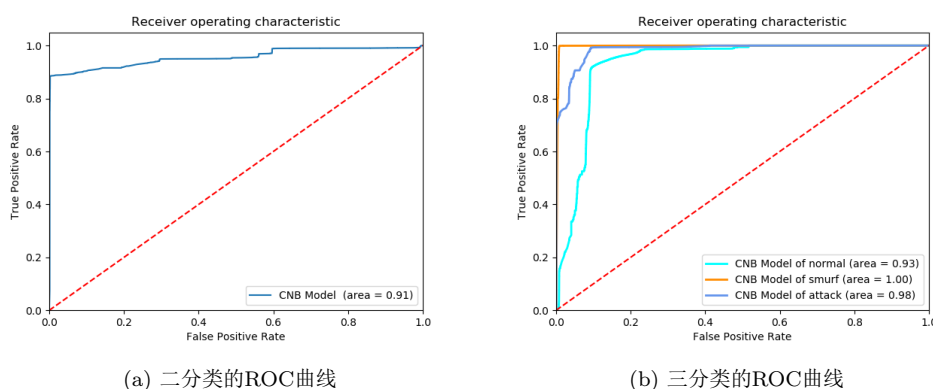 Receiver operating characteristic
True Positive Rate
1.0
0.8
0.6
0.4
0.2
0.0
CNB Model (area = 0.91)
0.0 0.2 0.4 0.6 0.8 1.0
False Positive Rate
(a) 二分类的ROC曲线
Receiver operating characteristic
True Positive Rate
1.0
0.8
0.6
0.4
0.2
0.0
CNB Model of normal (area = 0.93)
CNB Model of smurf (area = 1.00)
CNB Model of attack (area = 0.98)
0.0 0.2 0.4 0.6 0.8 1.0
False Positive Rate
(b) 三分类的ROC曲线